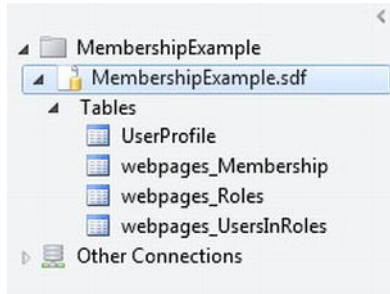 MembershipExample
MembershipExample.sdf
Tables
UserProfile
webpages_Membership
webpages_Roles
webpages_UsersInRoles
Other Connections